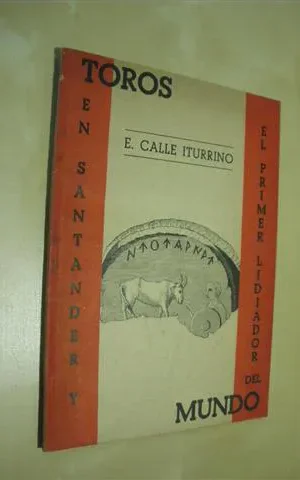 TOROS
EN SANTANDER Y
E. CALLE ITURRINO
EL PRIMER LIDIADOR DEL
MUNDO